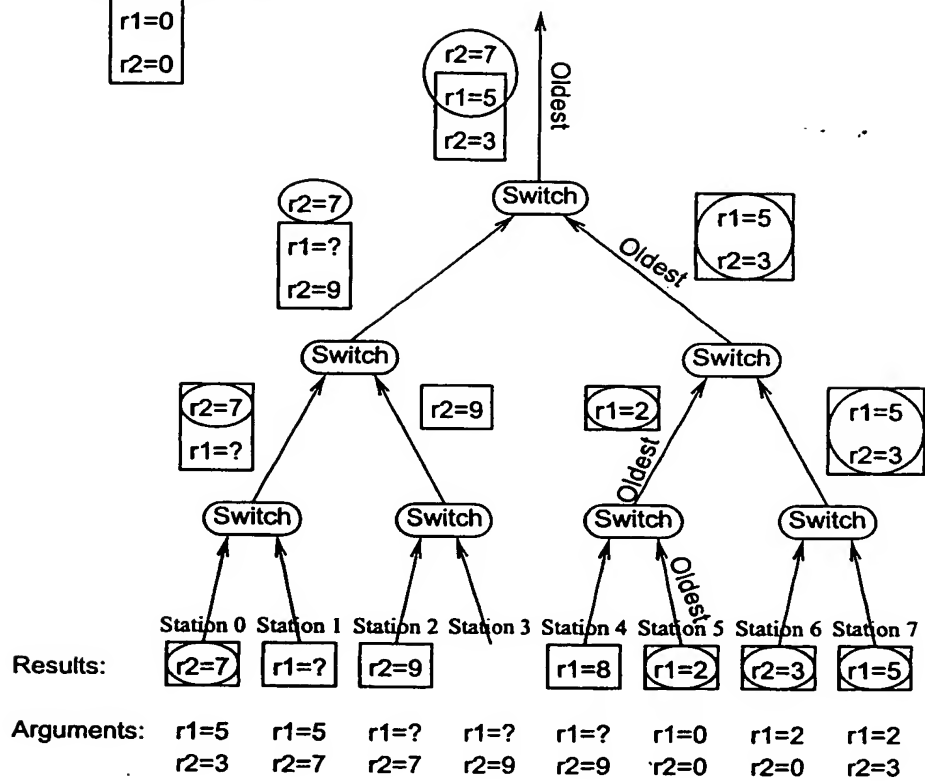 r1=0
r2=0
r2=7
r1=5
r2=3
Oldest
Switch
r2=7
r1=?
r2=9
Oldest
r1=5
r2=3
Switch
Switch
r2=7
r1=?
r2=9
r1=2
Oldest
r1=5
r2=3
Switch
Switch
Switch
Switch
Oldest
Station 0 Station 1 Station 2 Station 3 Station 4 Station 5 Station 6 Station 7
Results: r2=7 r1=? r2=9 r1=8 r1=2 r2=3 r1=5
Arguments: r1=5 r1=5 r1=? r1=? r1=? r1=0 r1=2 r1=2
r2=3 r2=7 r2=7 r2=9 r2=9 r2=0 r2=0 r2=3